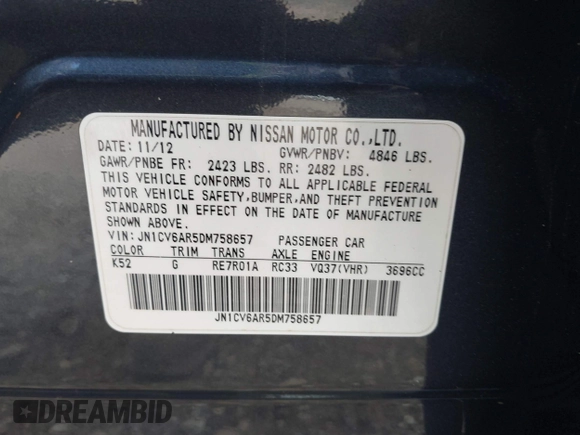 MANUFACTURED BY NISSAN MOTOR CO.,LTD.
DATE: 11/12 GVWR/PNBV: 4846 LBS.
GAWR/PNBE FR: 2423 LBS. RR: 2482 LBS.
THIS VEHICLE CONFORMS TO ALL APPLICABLE FEDERAL
MOTOR VEHICLE SAFETY,BUMPER,AND THEFT PREVENTION
STANDARDS IN EFFECT ON THE DATE OF MANUFACTURE
SHOWN ABOVE.
VIN:JN1CV6AR5DM758657 PASSENGER CAR
COLOR TRIM TRANS AXLE ENGINE
K52 G RE7R01A RC33 VQ37(VHR) 3696CC
JN1CV6AR5DM758657
DREAMBID